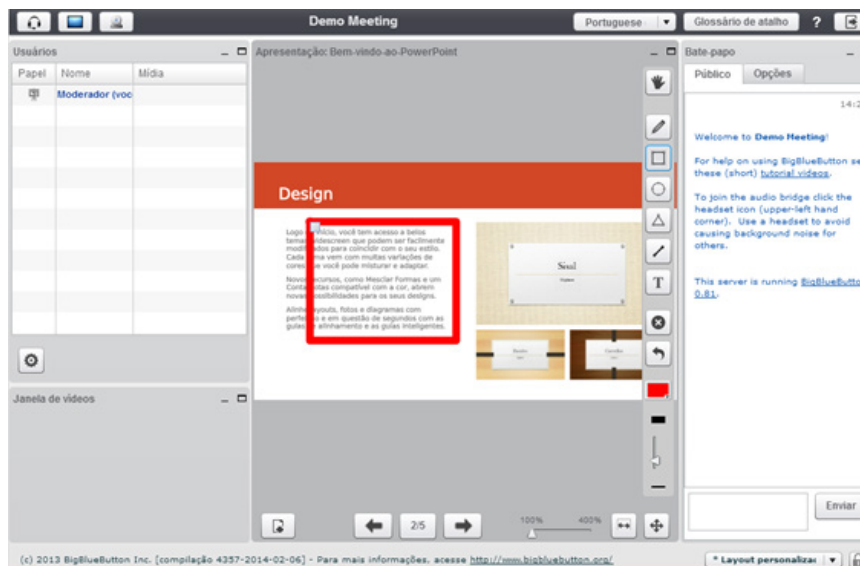 Demo Meeting
Portuguese
Glossário de atalho
?
Usuários
Papel Nome Mídia
Moderador (voc
Apresentação: Bem-vindo-ao-PowerPoint
Design
Logo início, você tem acesso a belos
temas widescreen que podem ser facilmente
modificados para coincidir com o seu estilo.
Cada tema vem com muitas variações de
cores que você pode misturar e adaptar.
Novos recursos, como Mesclar Formas e um
Conta-gotas compatível com a cor, abrem
novas possibilidades para os seus designs.
Alinhe layouts, fotos e diagramas com
perfeição e em questão de segundos com as
guias de alinhamento e as guias inteligentes.
T
2/5
100% 400%
Janela de vídeos
Bate-papo
Público Opções
14:2
Welcome to Demo Meeting!
For help on using BigBlueButton se
these (short) tutorial videos.
To join the audio bridge click the
headset icon (upper-left hand
corner). Use a headset to avoid
causing background noise for
others.
This server is running BigBlueButto
0.81.
Enviar
(c) 2013 BigBlueButton Inc. [compilação 4357-2014-02-06] - Para mais informações, acesse http://www.bigbluebutton.org/
* Layout personaliza